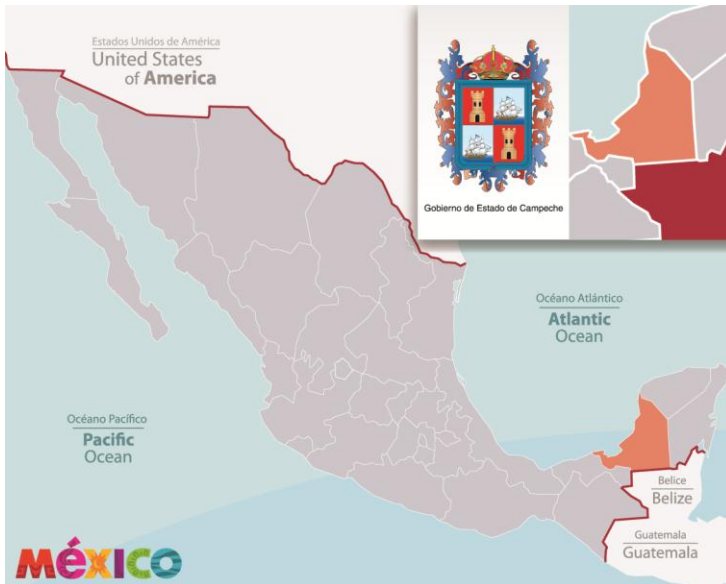 Estados Unidos de América
United States
of America
Gobierno de Estado de Campeche
Océano Atlántico
Atlantic
Ocean
Océano Pacífico
Pacific
Ocean
Belice
Belize
Guatemala
Guatemala
MéXICO